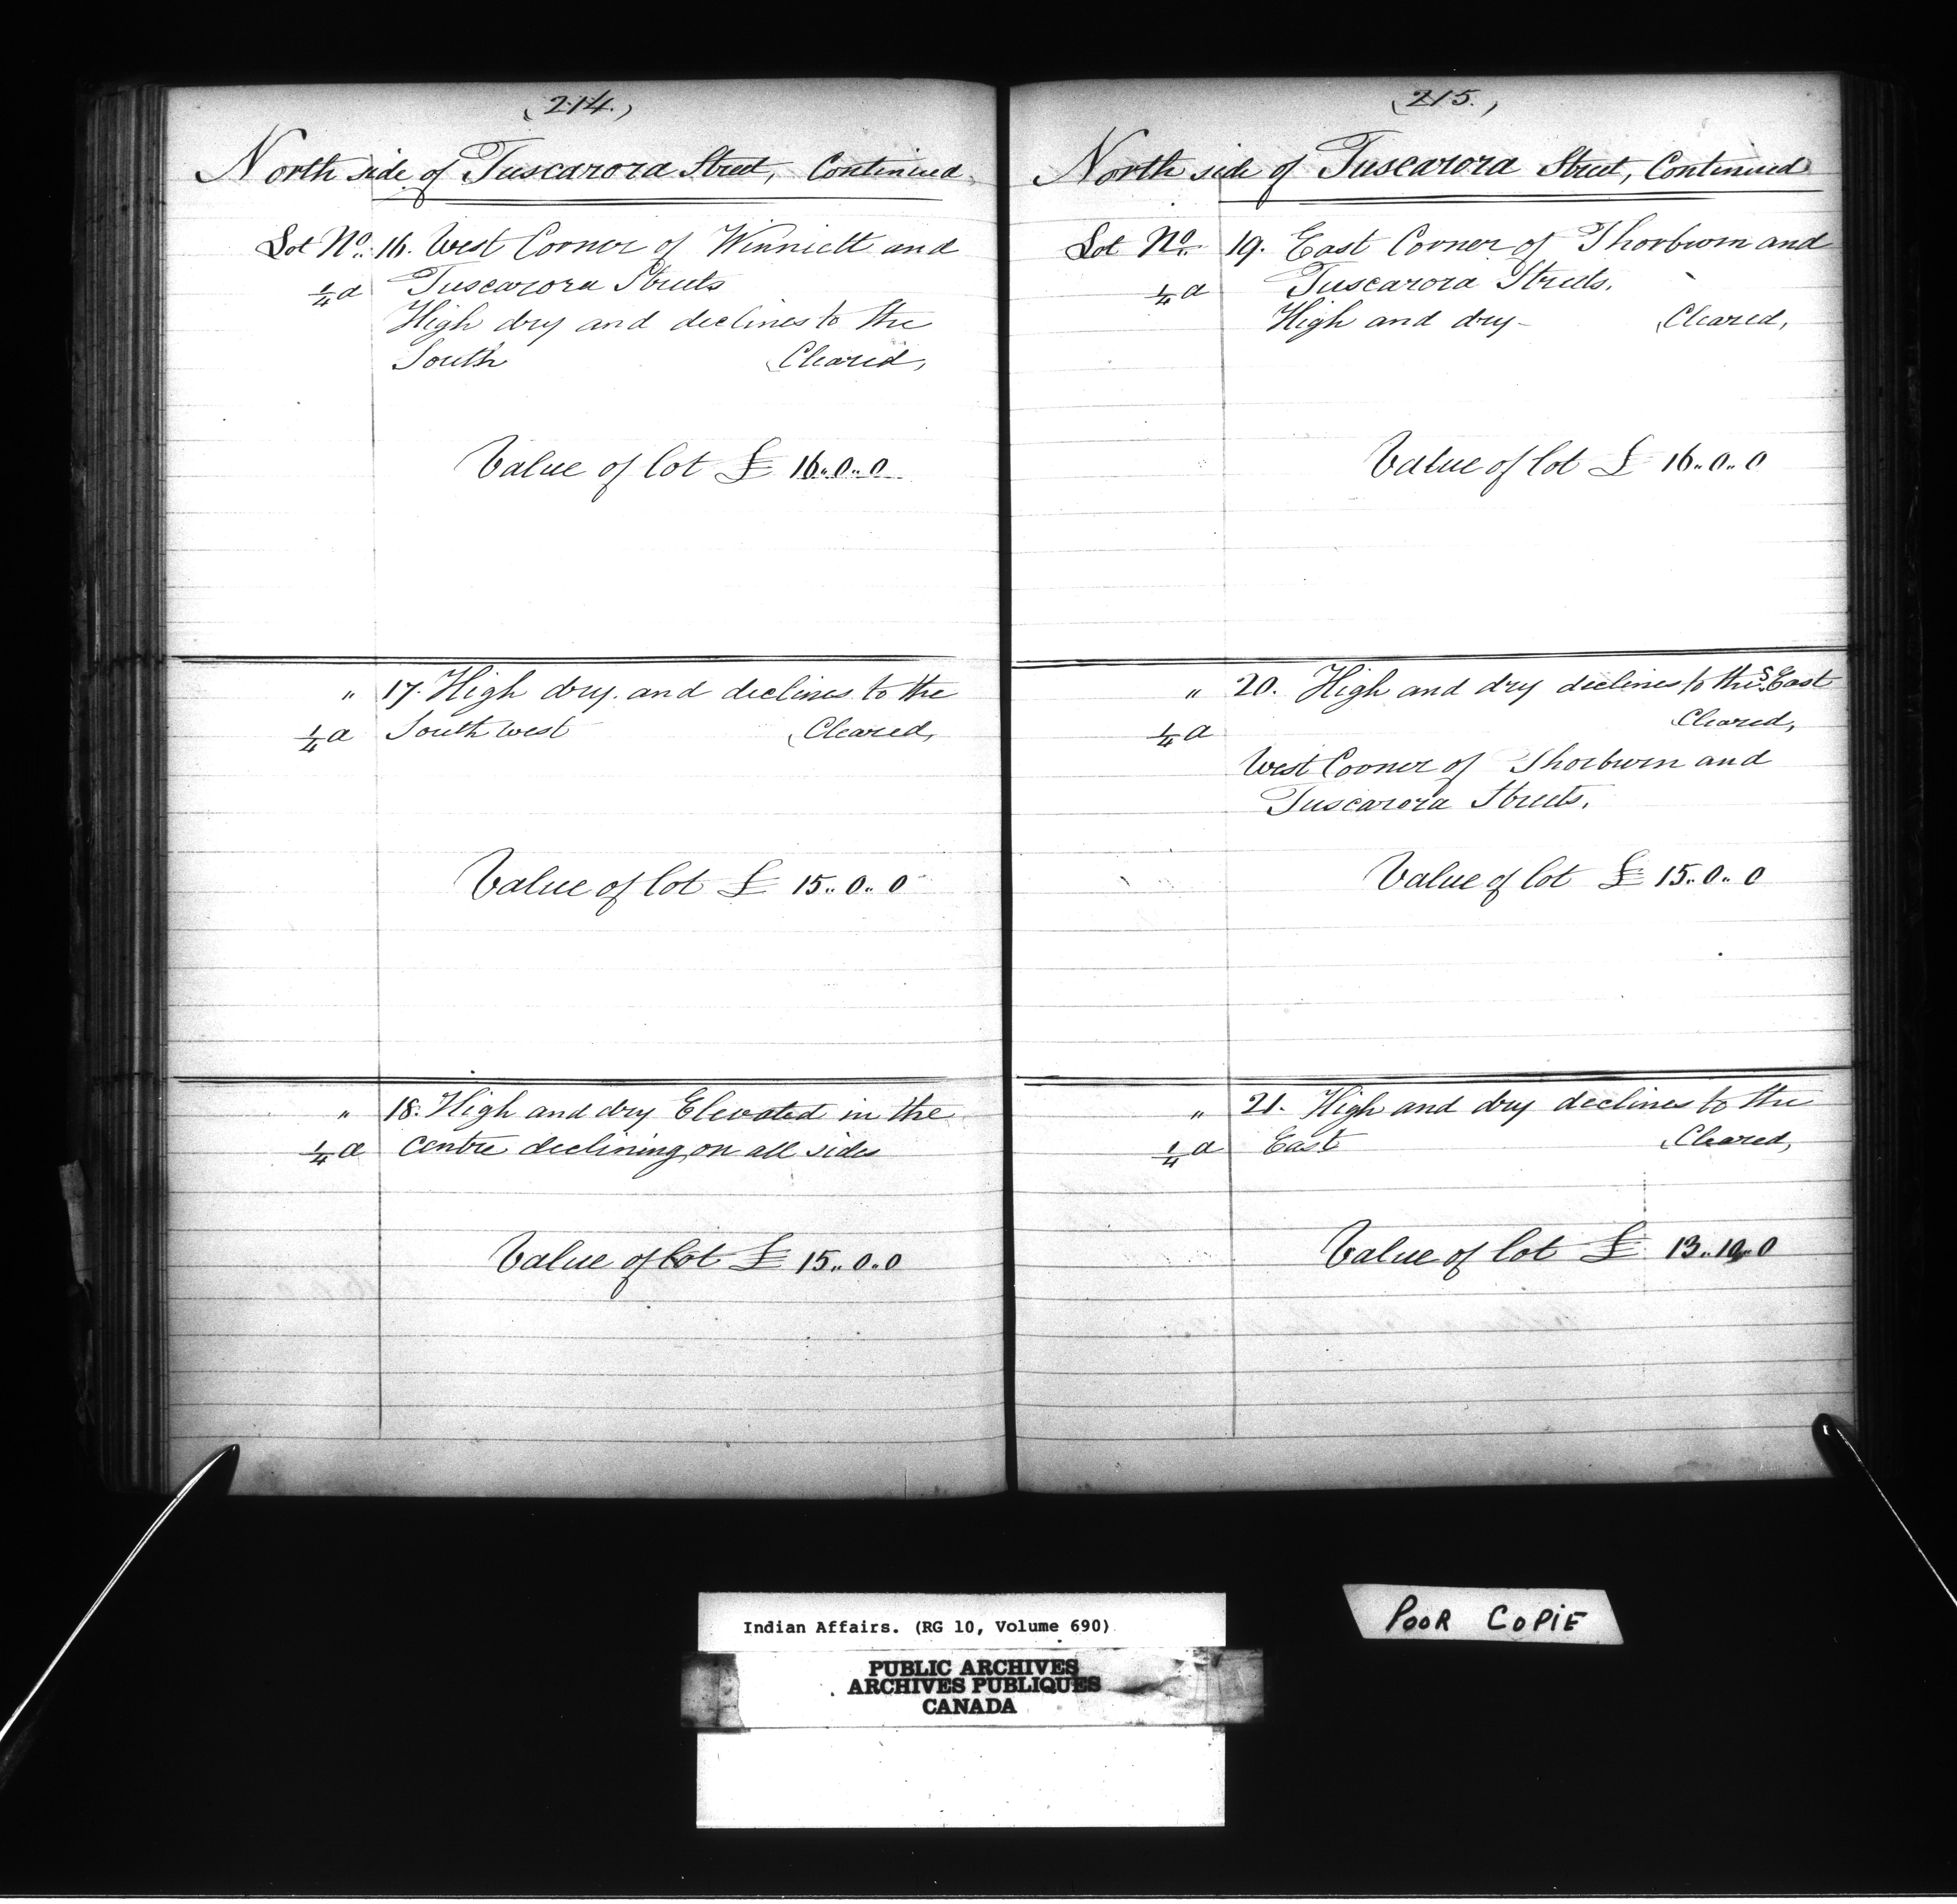 (214.)
North side of Tuscarora Street, Continued
Lot No. 16. West Corner of Winniett and
1/4 a Tuscarora Streets
High dry and declines to the
South Cleared,
Value of lot £ 16.. 0.. 0
" 17. High dry and declines to the
1/4 a South west Cleared,
Value of lot £ 15.. 0.. 0
" 18. High and dry Elevated in the
1/4 a Centre declining on all sides
Value of lot £ 15.. 0.. 0
(215.)
North side of Tuscarora Street, Continued
Lot No. 19. East Corner of Thorburn and
1/4 a Tuscarora Streets.
High and dry - Cleared,
Value of lot £ 16.. 0.. 0
" 20. High and dry declines to the S. East
1/4 a Cleared,
West Corner of Thorburn and
Tuscarora Streets.
Value of lot £ 15.. 0.. 0
" 21. High and dry declines to the
1/4 a East Cleared,
Value of lot £ 13.. 10.. 0
Indian Affairs. (RG 10, Volume 690)
PUBLIC ARCHIVES
ARCHIVES PUBLIQUES
CANADA
POOR COPIE